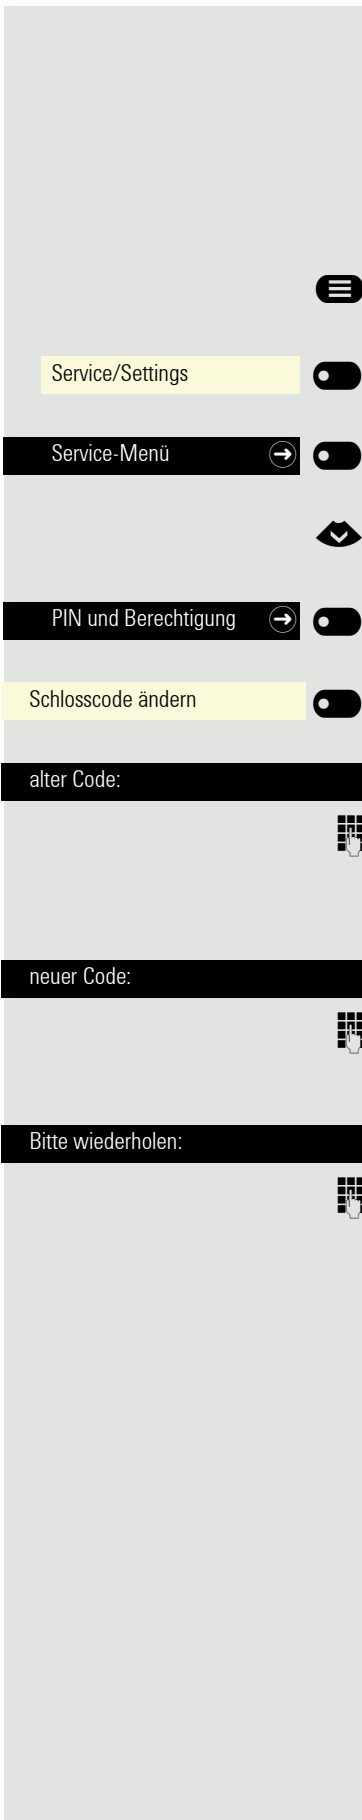 Service/Settings
Service-Menü
PIN und Berechtigung
Schlosscode ändern
alter Code:
neuer Code:
Bitte wiederholen: